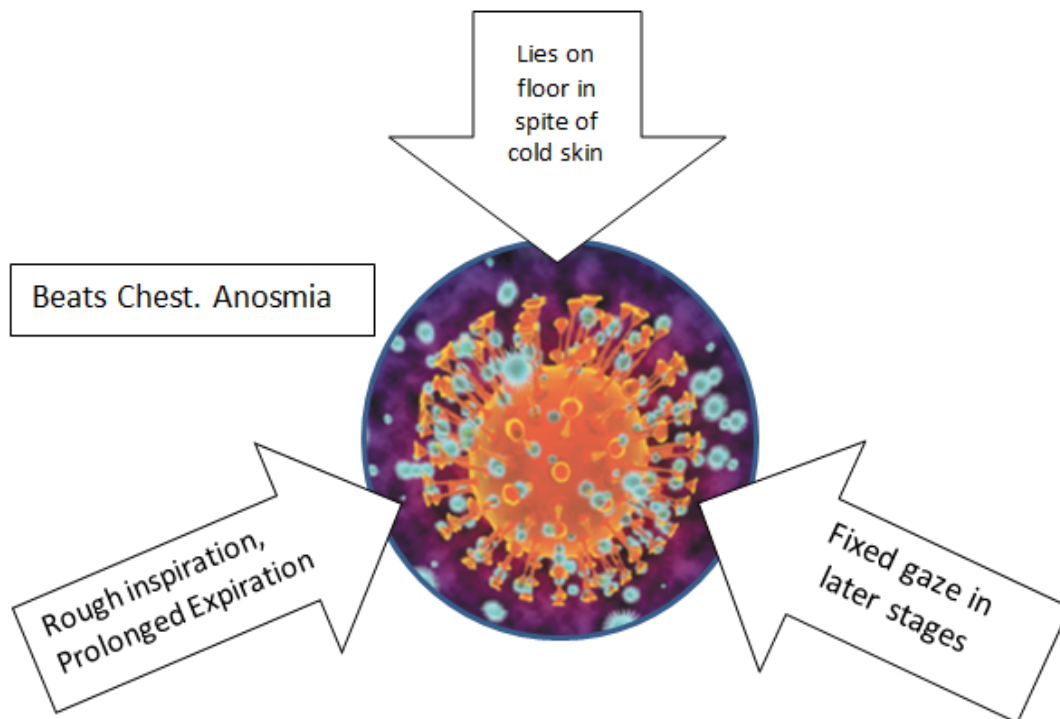 Lies on
floor in
spite of
cold skin
Beats Chest. Anosmia
Rough inspiration,
Prolonged Expiration
Fixed gaze in
later stages